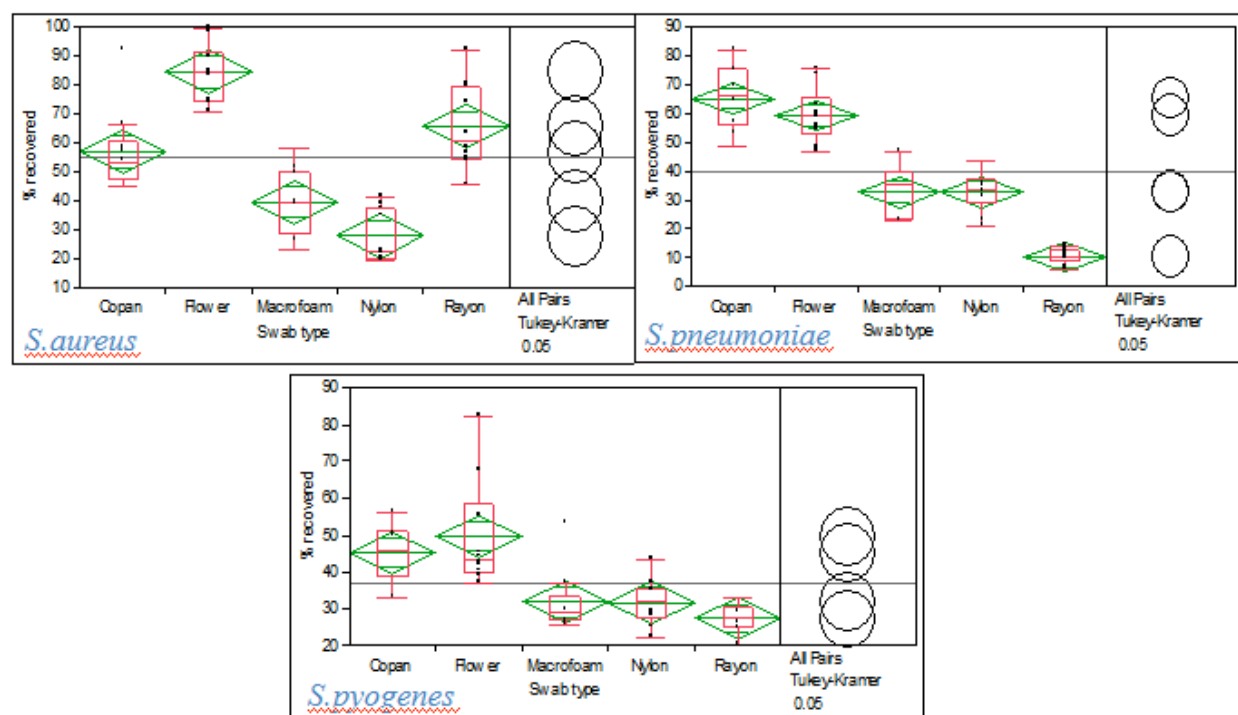 100
90
80
70
60
50
40
30
20
10
% recovered
Copan Flower Macrofoam Nylon Rayon
Swab type
All Pairs
Tukey-Kramer
0.05
S.aureus
90
80
70
60
50
40
30
20
10
0
% recovered
Copan Flower Macrofoam Nylon Rayon
Swab type
All Pairs
Tukey-Kramer
0.05
S.pneumoniae
90
80
70
60
50
40
30
20
% recovered
Copan Flower Macrofoam Nylon Rayon
Swab type
All Pairs
Tukey-Kramer
0.05
S.pyogenes